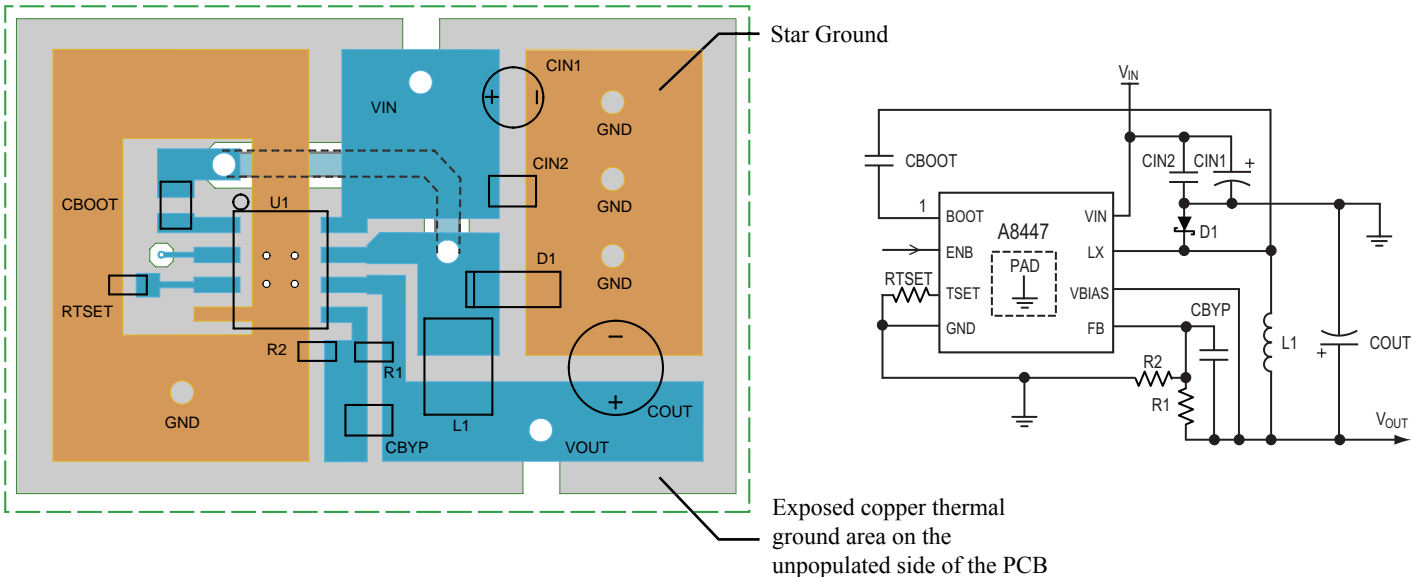 Star Ground
CIN1
VIN
GND
CIN2
GND
CBOOT
U1
D1
GND
RTSET
R2
R1
GND
L1
COUT
CBYP
VOUT
Exposed copper thermal
ground area on the
unpopulated side of the PCB
VIN
CBOOT
CIN2
CIN1
+
1
BOOT
VIN
A8447
D1
ENB
LX
PAD
RTSET
TSET
VBIAS
CBYP
GND
FB
L1
+
COUT
R2
R1
VOUT